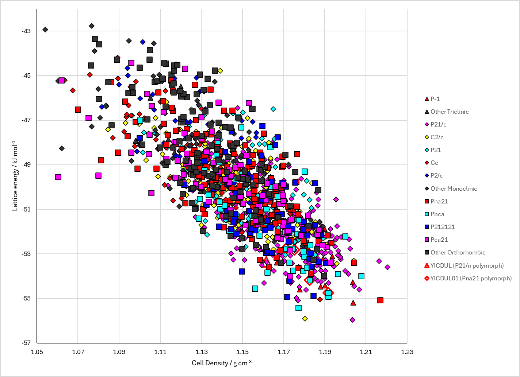 -43
-45
-47
-49
-51
-53
-55
-57
Lattice energy / kJ mol⁻¹
1.05 1.07 1.09 1.11 1.13 1.15 1.17 1.19 1.21 1.23
Cell Density / g cm⁻³
P-1
Other Triclinic
P21/c
C2/c
P21
Cc
P2/c
Other Monoclinic
Pna21
Pbca
P212121
Pca21
Other Orthorhombic
YICDUL (P21/n polymorph)
YICDUL01 (Pna21 polymorph)